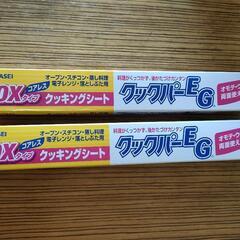 ASEI
オーブン・スチコン・蒸し料理
電子レンジ・落としぶた用
コアレス
DXタイプ
クッキングシート
料理がくっつかず、後かたづけカンタン
クックパーEG
オモテ・ウ
両面使え
ASEI
オーブン・スチコン・蒸し料理
電子レンジ・落としぶた用
コアレス
DXタイプ
クッキングシート
料理がくっつかず、後かたづけカンタン
クックパーEG
オモテ・ウ
両面使え